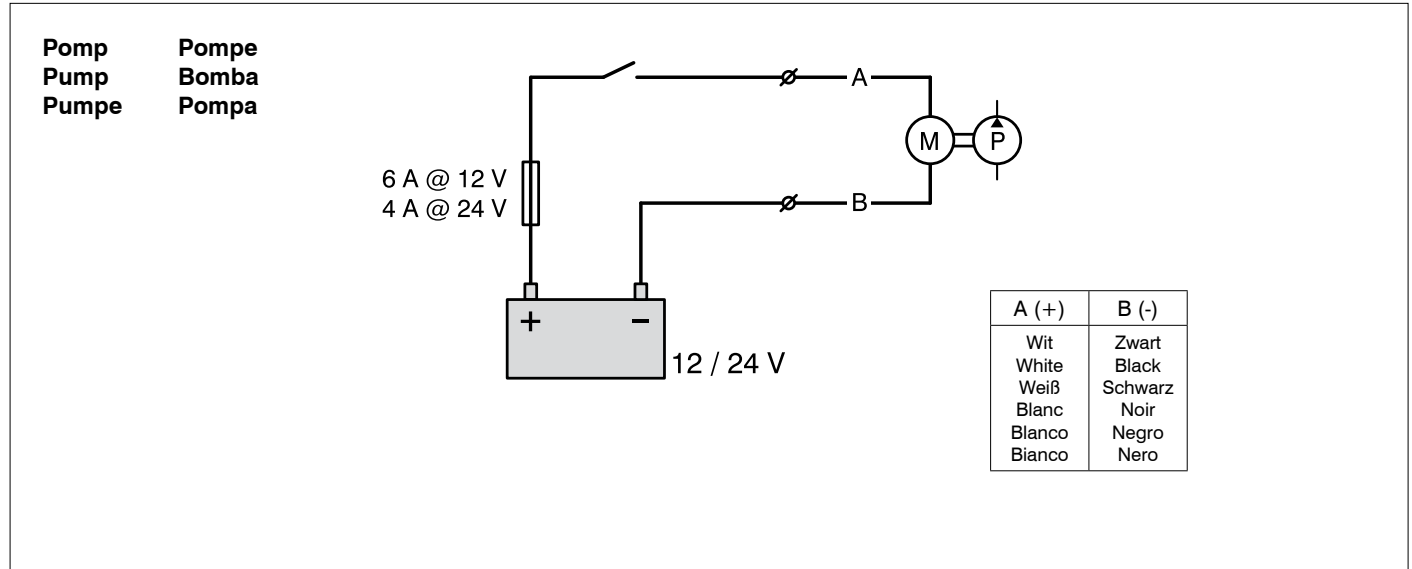 Pomp Pompe
Pump Bomba
Pumpe Pompa
A
M P
6 A @ 12 V
4 A @ 24 V
B
+ −
12 / 24 V
A (+) B (-)
Wit Zwart
White Black
Weiß Schwarz
Blanc Noir
Blanco Negro
Bianco Nero